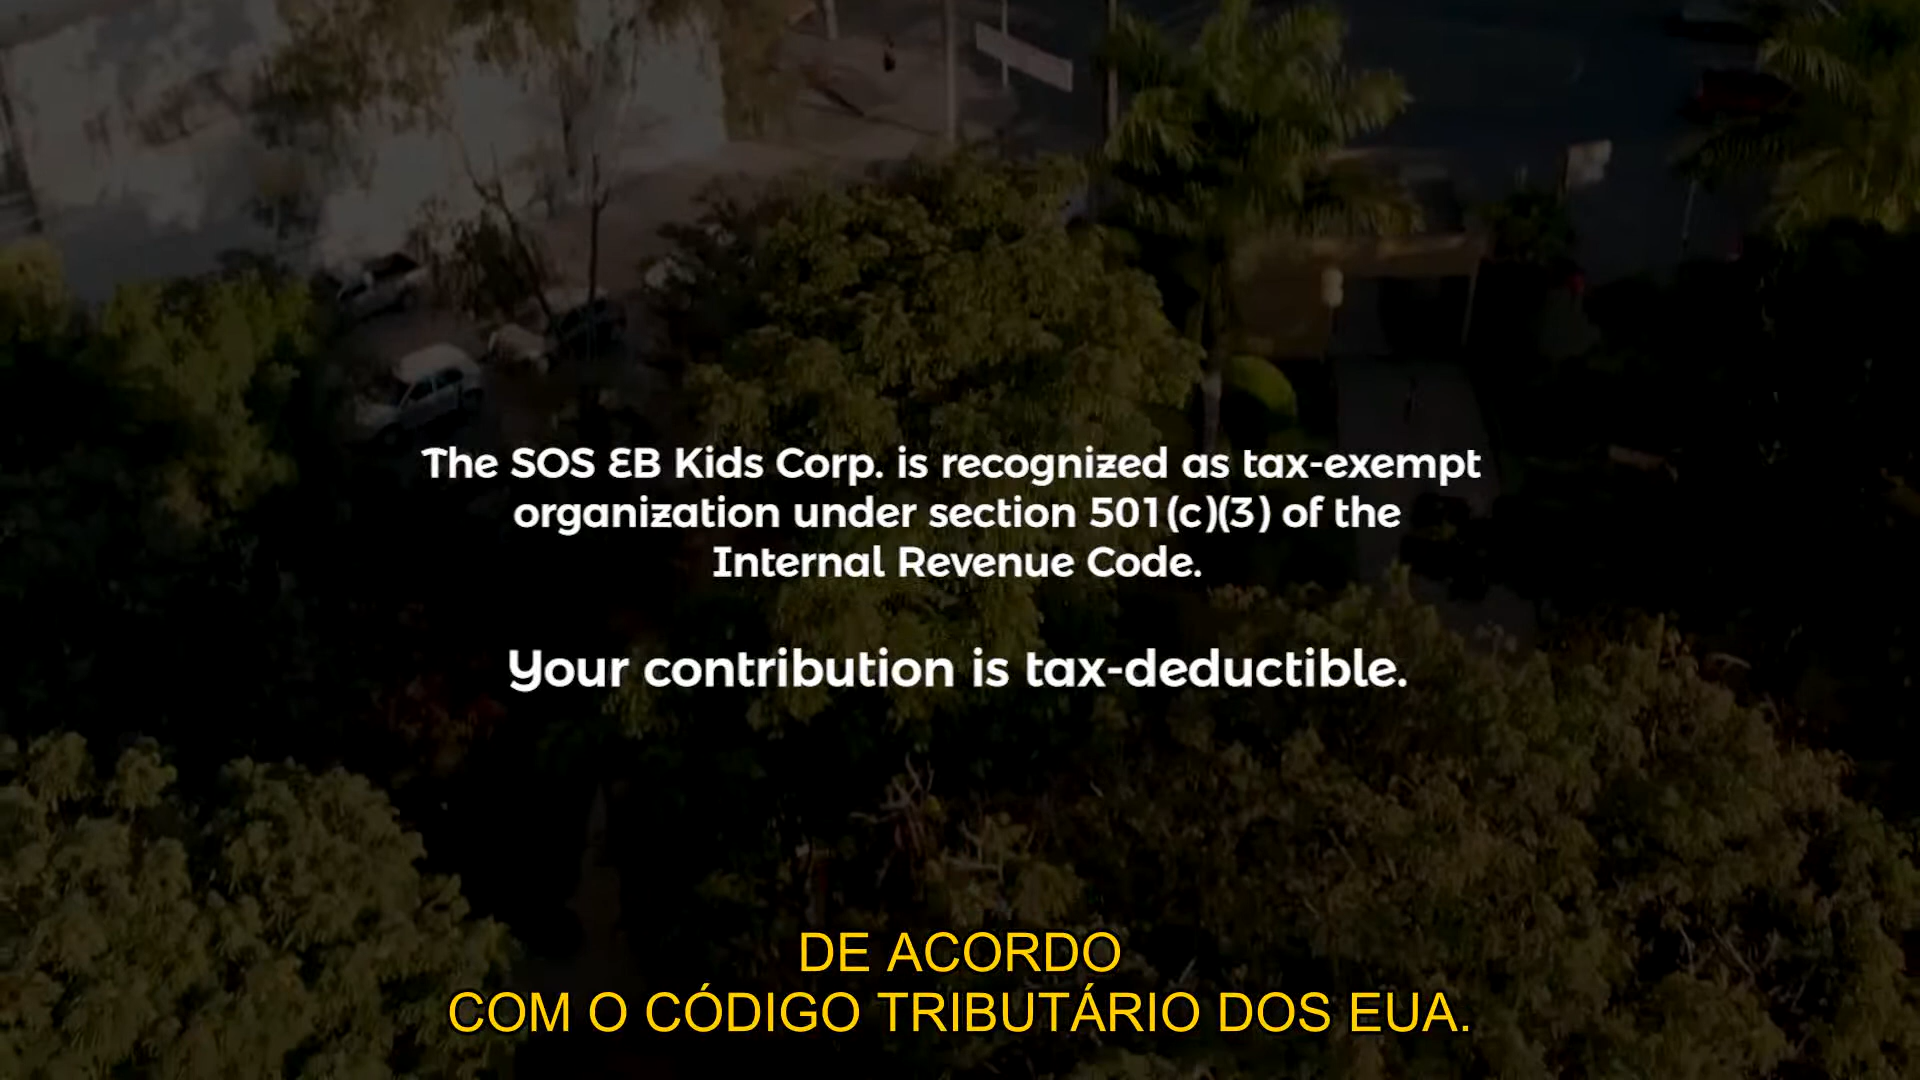 The SOS EB Kids Corp. is recognized as tax-exempt
organization under section 501(c)(3) of the
Internal Revenue Code.
Your contribution is tax-deductible.
DE ACORDO
COM O CÓDIGO TRIBUTÁRIO DOS EUA.